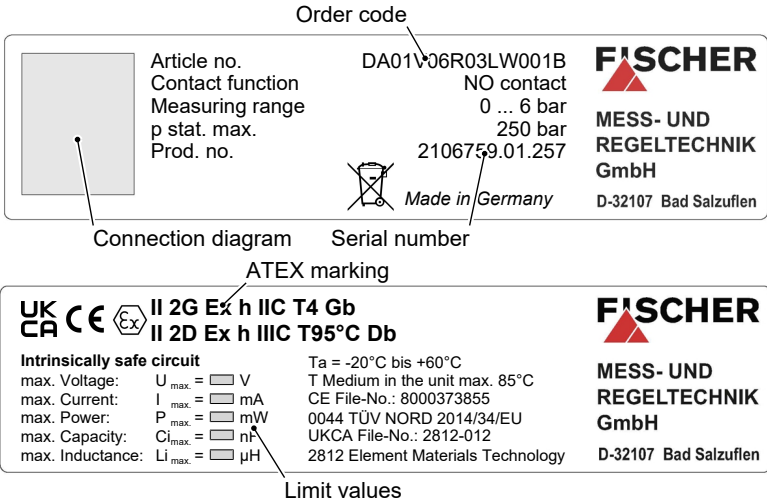 Order code
Article no. DA01V06R03LW001B
Contact function NO contact
Measuring range 0 ... 6 bar
p stat. max. 250 bar
Prod. no. 2106759.01.257
Made in Germany
FISCHER
MESS- UND
REGELTECHNIK
GmbH
D-32107 Bad Salzuflen
Connection diagram Serial number
ATEX marking
UK
CA CE Ex II 2G Ex h IIC T4 Gb
II 2D Ex h IIIC T95°C Db
Intrinsically safe circuit Ta = -20°C bis +60°C
max. Voltage: U max. = V T Medium in the unit max. 85°C
max. Current: I max. = mA CE File-No.: 8000373855
max. Power: P max. = mW 0044 TÜV NORD 2014/34/EU
max. Capacity: Ci max. = nF UKCA File-No.: 2812-012
max. Inductance: Li max. = µH 2812 Element Materials Technology
FISCHER
MESS- UND
REGELTECHNIK
GmbH
D-32107 Bad Salzuflen
Limit values